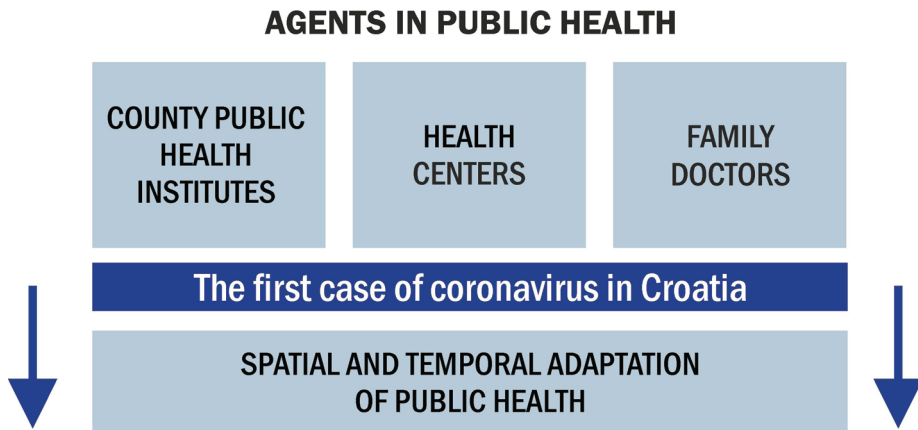 AGENTS IN PUBLIC HEALTH
COUNTY PUBLIC
HEALTH
INSTITUTES
HEALTH
CENTERS
FAMILY
DOCTORS
The first case of coronavirus in Croatia
SPATIAL AND TEMPORAL ADAPTATION
OF PUBLIC HEALTH